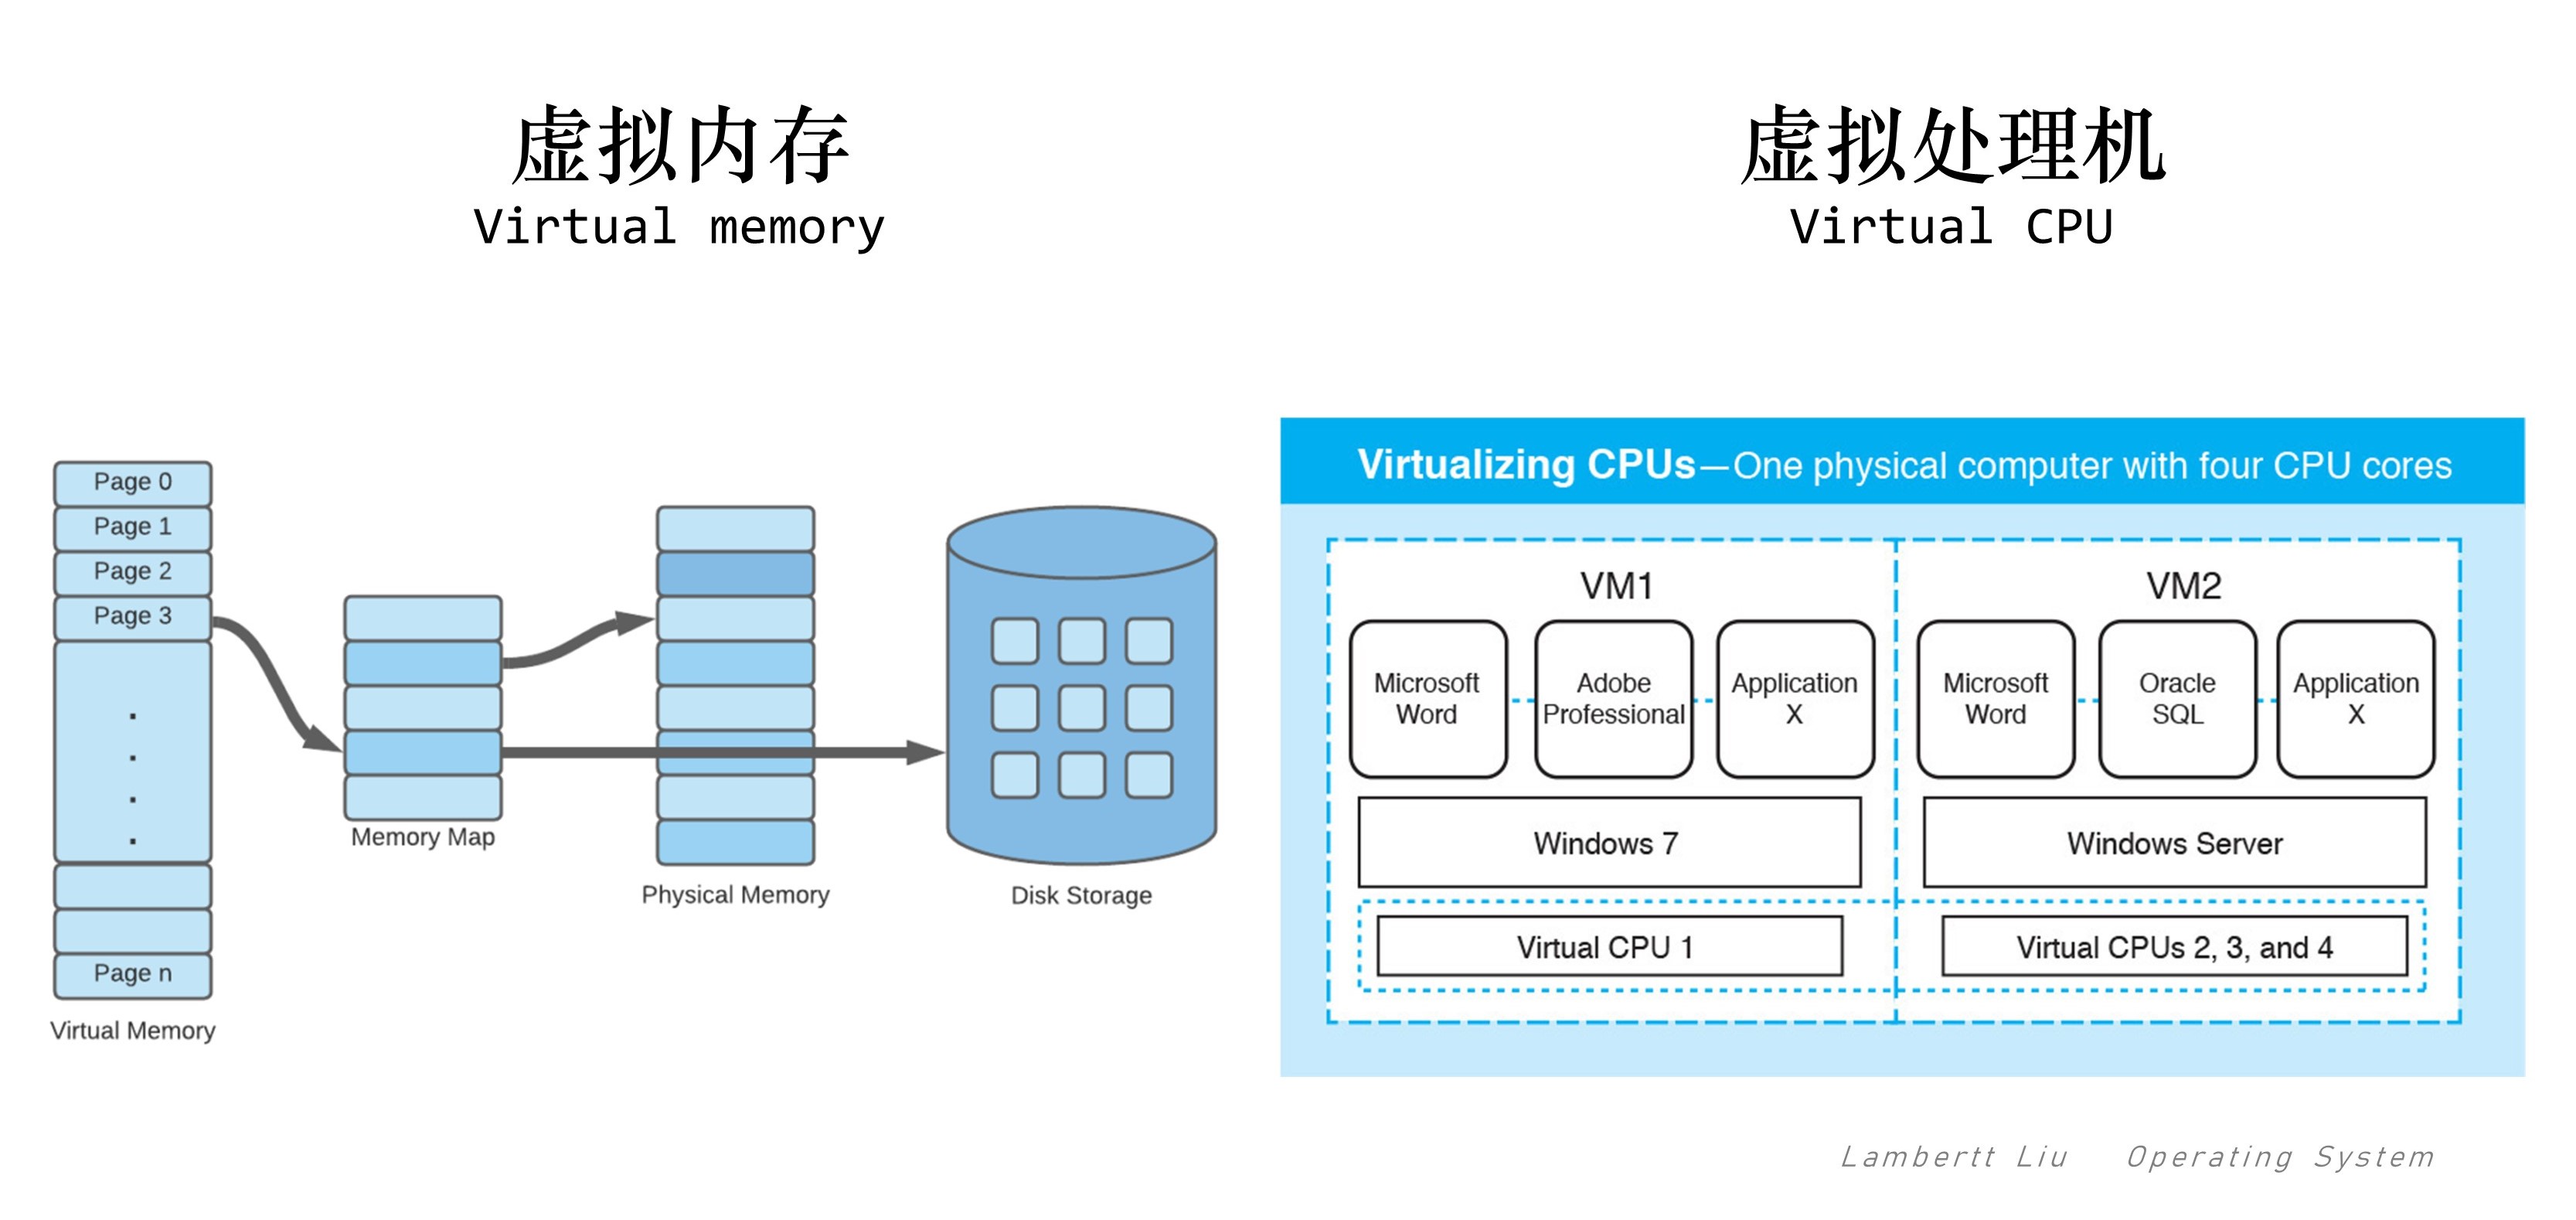 虚拟内存
Virtual memory
Page 0
Page 1
Page 2
Page 3
.
.
.
.
Page n
Virtual Memory
Memory Map
Physical Memory
Disk Storage
虚拟处理机
Virtual CPU
Virtualizing CPUs—One physical computer with four CPU cores
VM1
Microsoft
Word
Adobe
Professional
Application
X
Windows 7
Virtual CPU 1
VM2
Microsoft
Word
Oracle
SQL
Application
X
Windows Server
Virtual CPUs 2, 3, and 4
Lambertt Liu Operating System